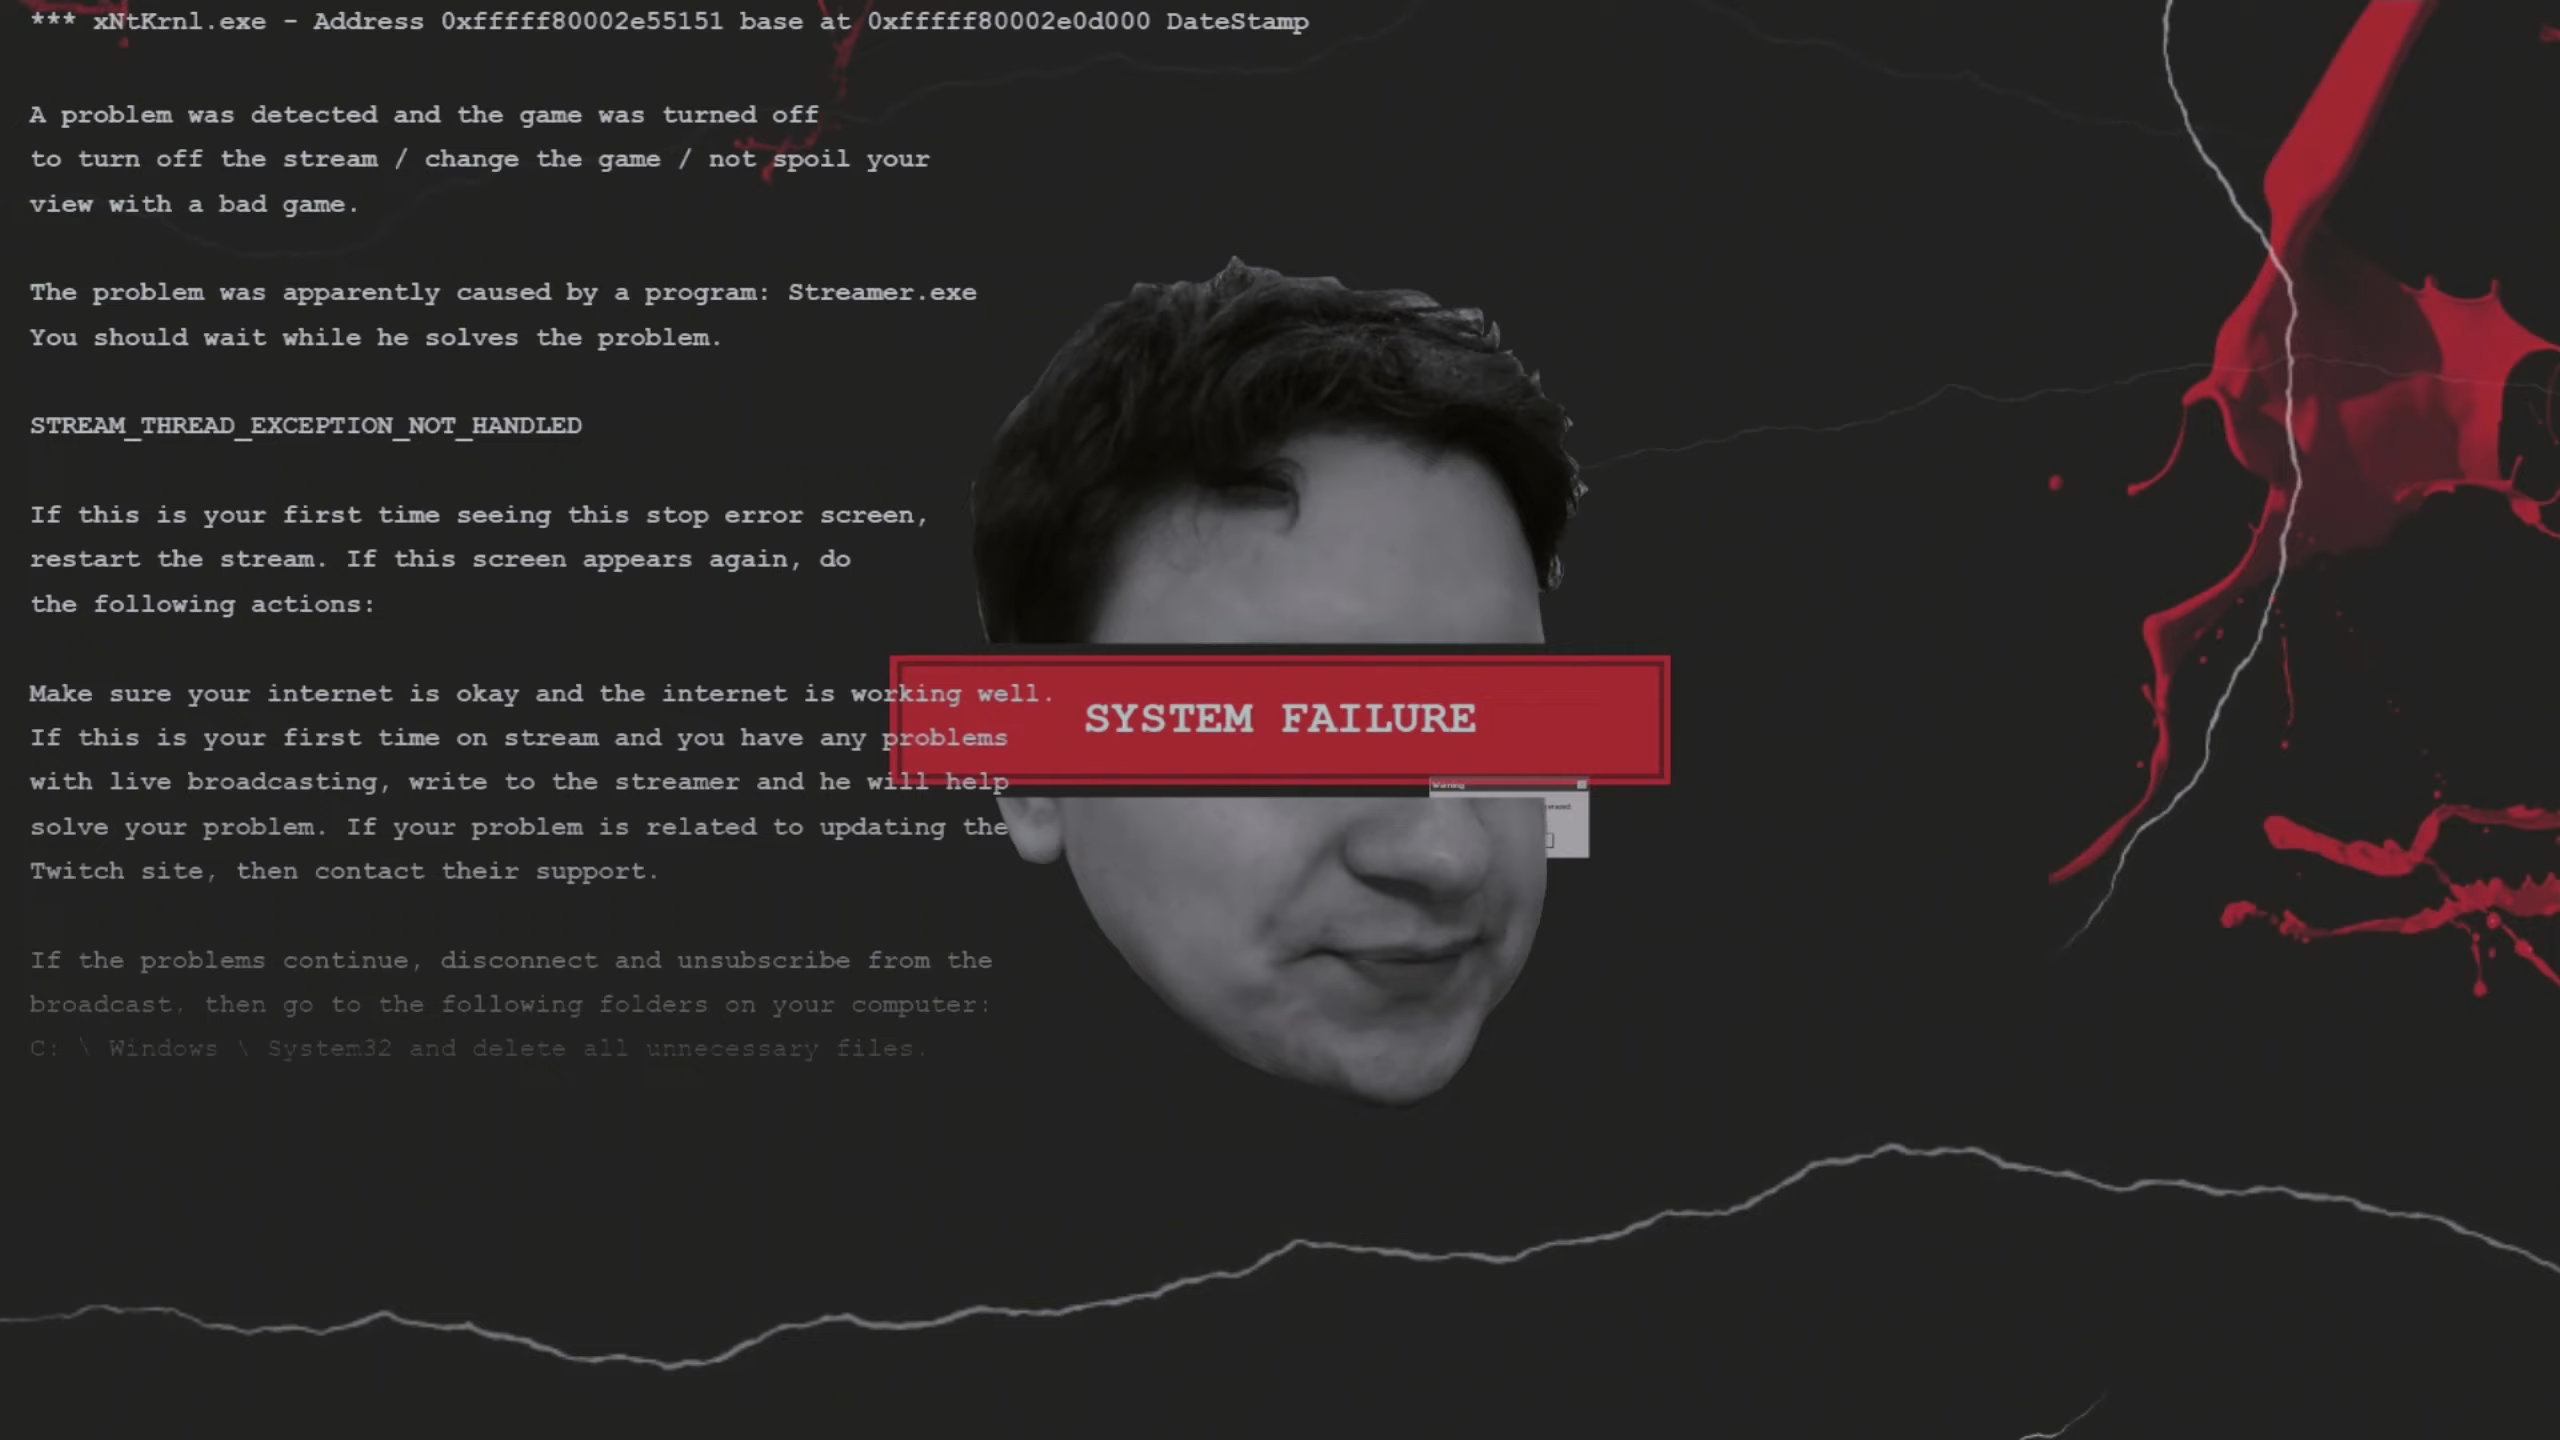 *** xNtKrnl.exe - Address 0xfffff80002e55151 base at 0xfffff80002e0d000 DateStamp
A problem was detected and the game was turned off
to turn off the stream / change the game / not spoil your
view with a bad game.
The problem was apparently caused by a program: Streamer.exe
You should wait while he solves the problem.
STREAM_THREAD_EXCEPTION_NOT_HANDLED
If this is your first time seeing this stop error screen,
restart the stream. If this screen appears again, do
the following actions:
Make sure your internet is okay and the internet is working well.
If this is your first time on stream and you have any problems
with live broadcasting, write to the streamer and he will help
solve your problem. If your problem is related to updating the
Twitch site, then contact their support.
If the problems continue, disconnect and unsubscribe from the
broadcast, then go to the following folders on your computer:
C: \ Windows \ System32 and delete all unnecessary files.
SYSTEM FAILURE
Warning